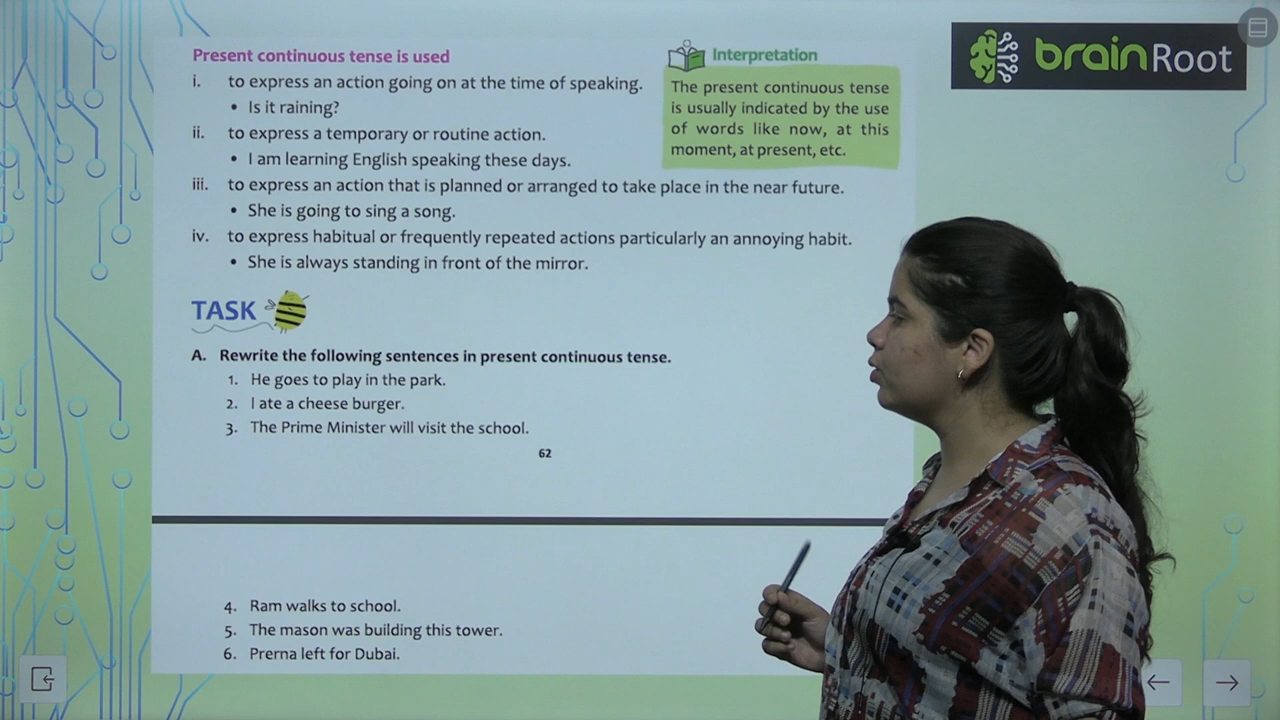 Present continuous tense is used
i. to express an action going on at the time of speaking.
• Is it raining?
ii. to express a temporary or routine action.
• I am learning English speaking these days.
iii. to express an action that is planned or arranged to take place in the near future.
• She is going to sing a song.
iv. to express habitual or frequently repeated actions particularly an annoying habit.
• She is always standing in front of the mirror.
Interpretation
The present continuous tense
is usually indicated by the use
of words like now, at this
moment, at present, etc.
brainRoot
TASK
A. Rewrite the following sentences in present continuous tense.
1. He goes to play in the park.
2. I ate a cheese burger.
3. The Prime Minister will visit the school.
62
4. Ram walks to school.
5. The mason was building this tower.
6. Prerna left for Dubai.